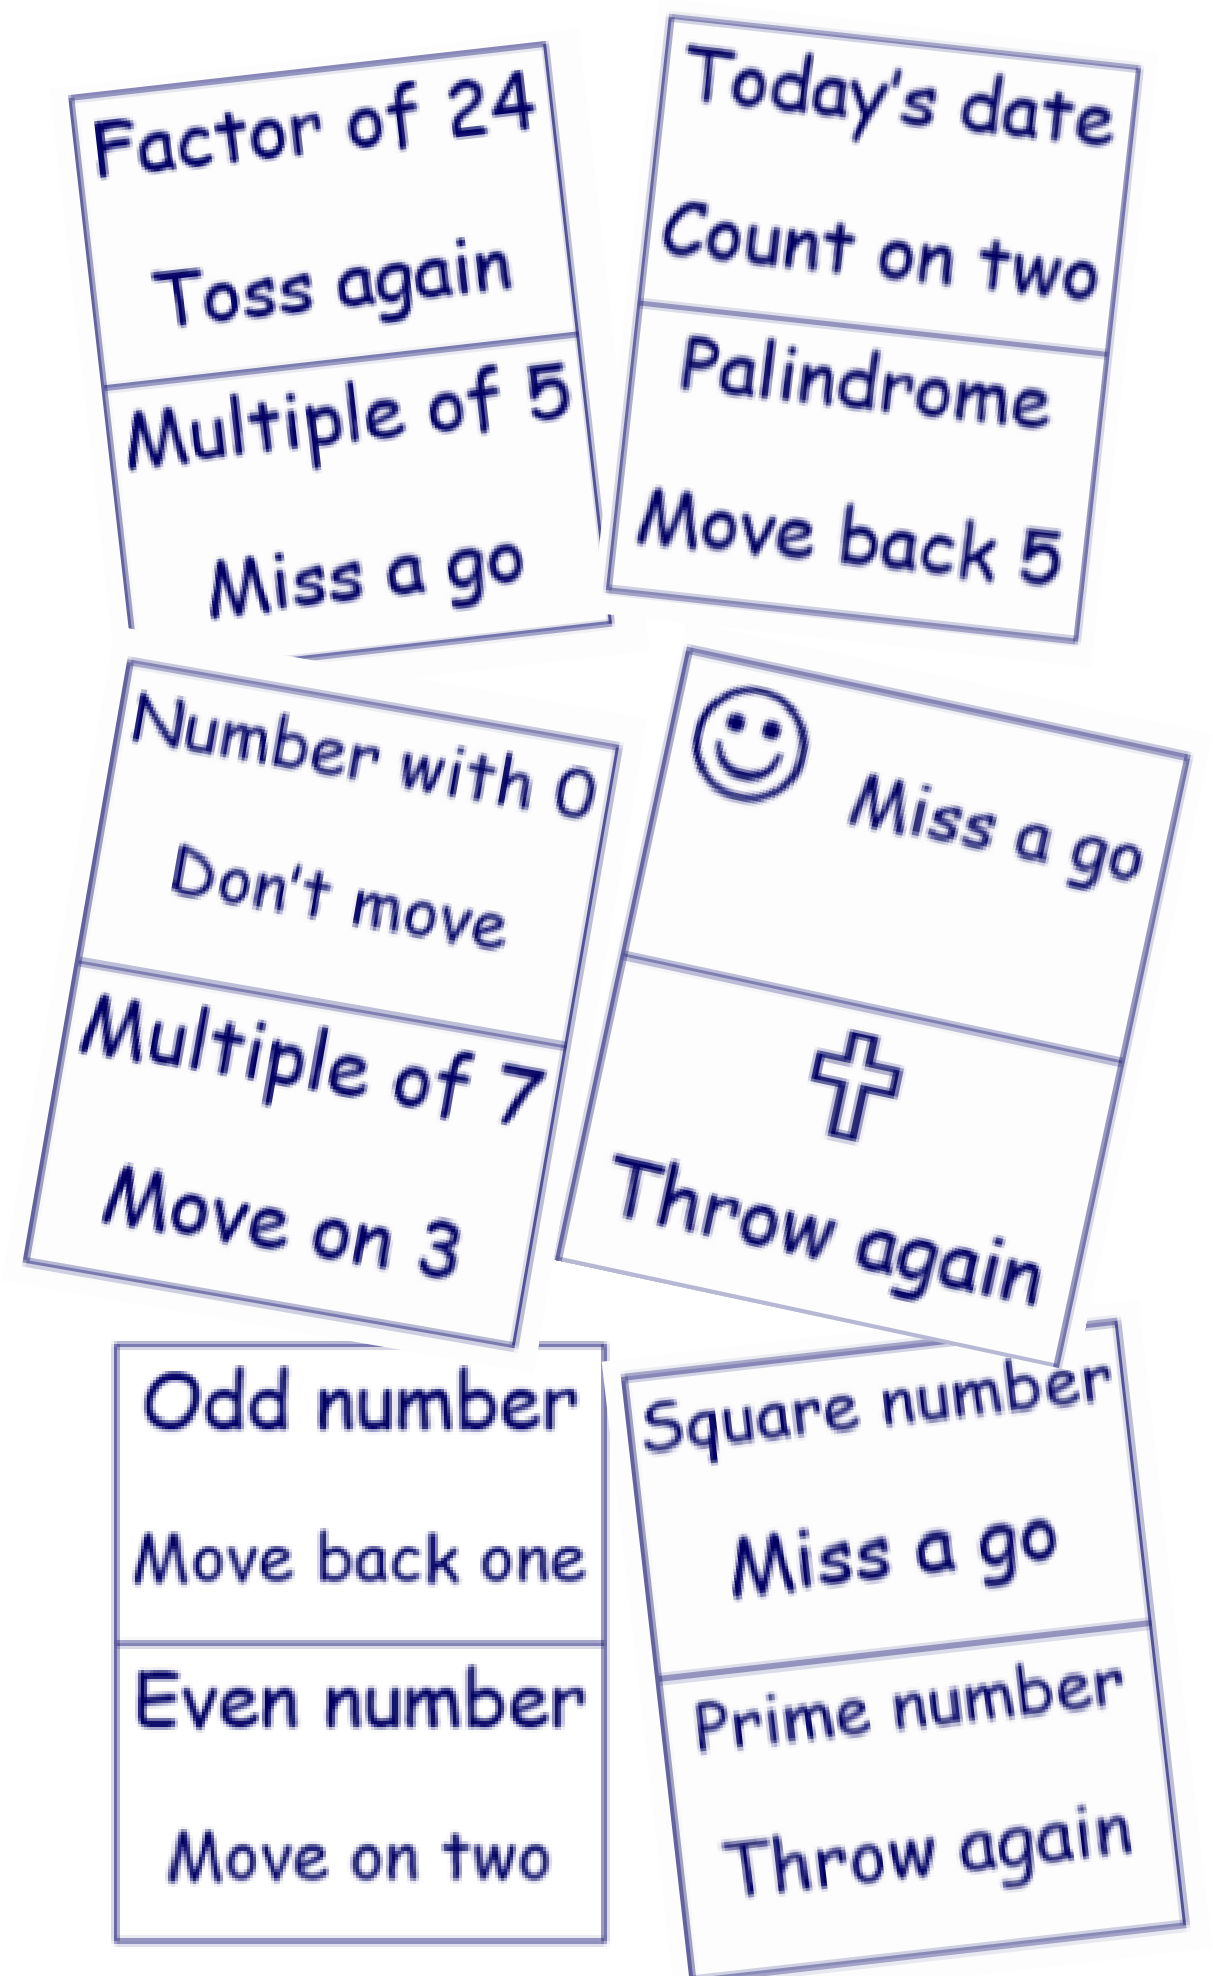 Factor of 24
Toss again
Multiple of 5
Miss a go
Today's date
Count on two
Palindrome
Move back 5
Number with 0
Don't move
Multiple of 7
Move on 3
Miss a go
Throw again
Odd number
Move back one
Even number
Move on two
Square number
Miss a go
Prime number
Throw again